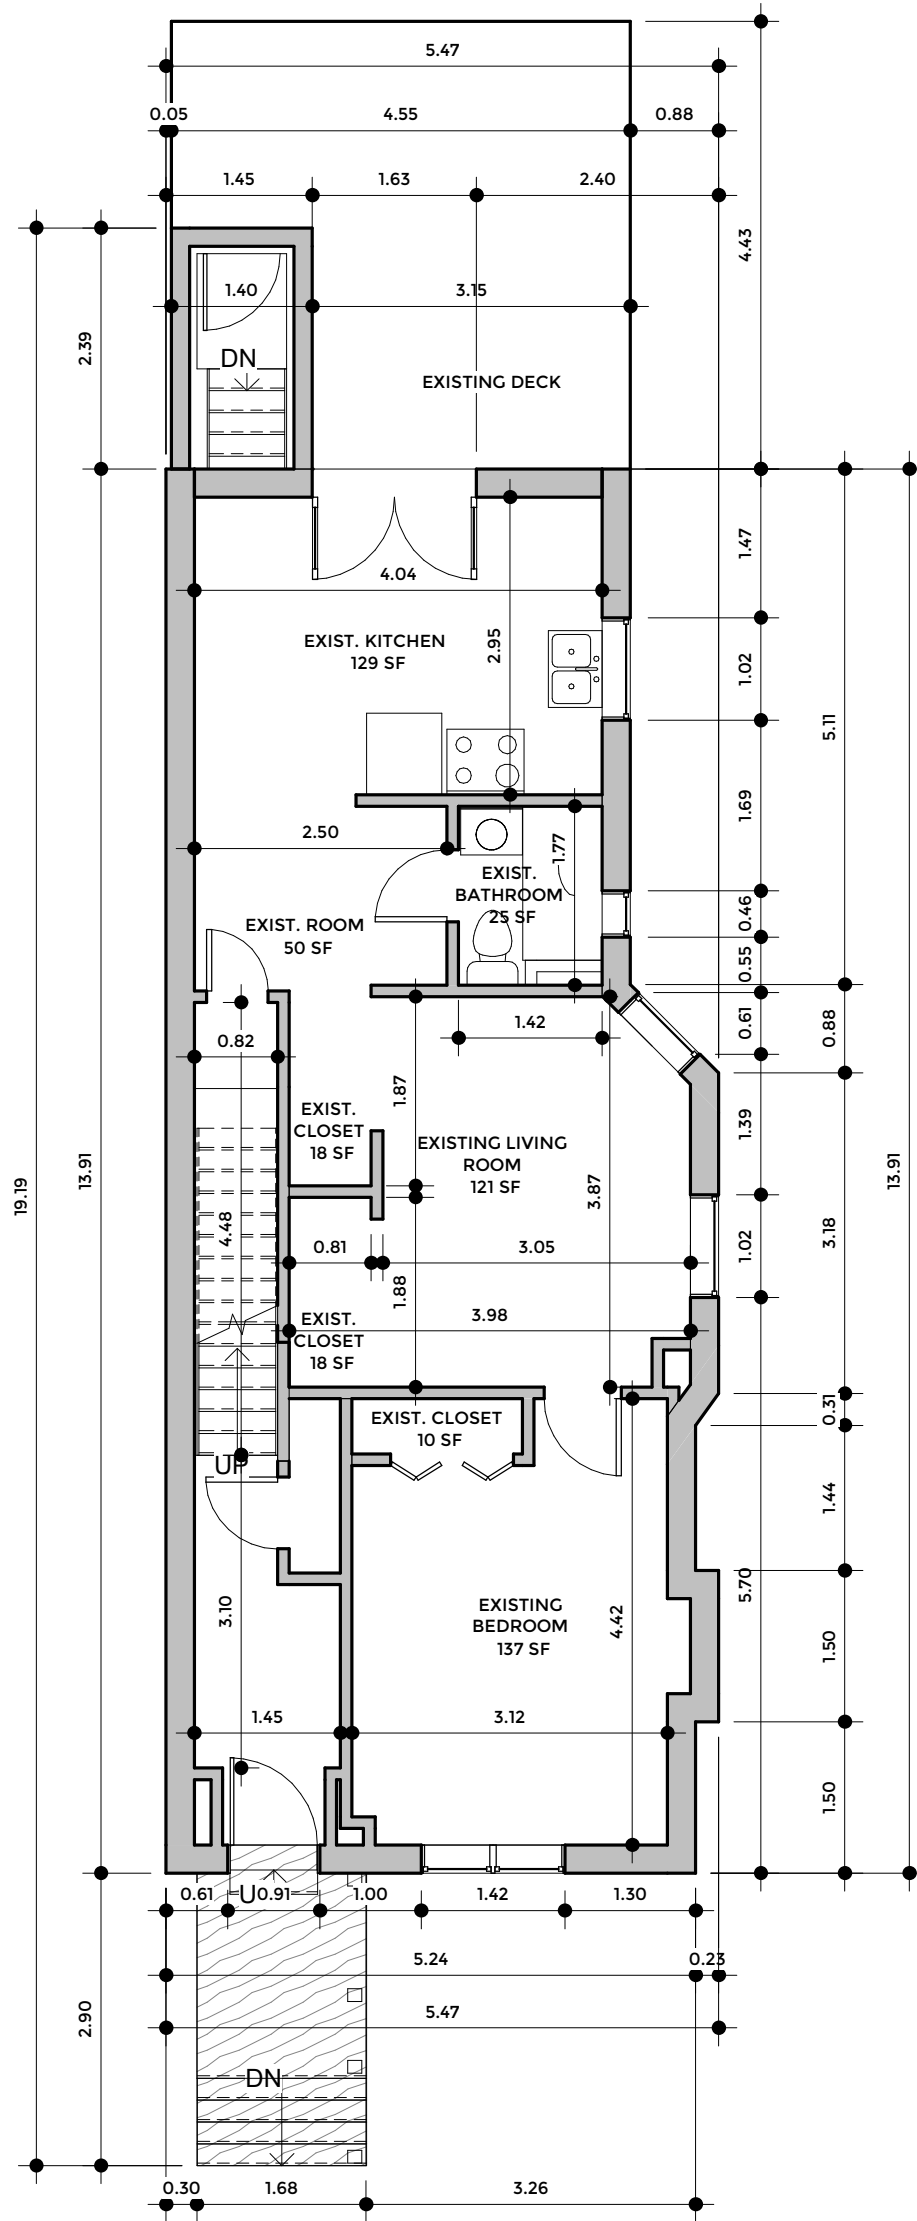 5.47
0.05
4.55
0.88
1.45
1.63
2.40
4.43
1.40
3.15
2.39
DN
EXISTING DECK
1.47
4.04
EXIST. KITCHEN
129 SF
2.95
1.02
5.11
1.69
2.50
1.77
EXIST.
BATHROOM
25 SF
0.46
EXIST. ROOM
50 SF
0.55
0.61
0.88
1.42
0.82
1.87
EXIST.
CLOSET
18 SF
EXISTING LIVING
ROOM
121 SF
1.39
19.19
13.91
13.91
3.87
4.48
3.18
0.81
3.05
1.02
1.88
3.98
EXIST.
CLOSET
18 SF
0.31
EXIST. CLOSET
10 SF
UP
1.44
5.70
3.10
EXISTING
BEDROOM
137 SF
4.42
1.50
1.45
3.12
1.50
0.61
U
0.91
1.00
1.42
1.30
5.24
0.23
5.47
2.90
DN
0.30
1.68
3.26